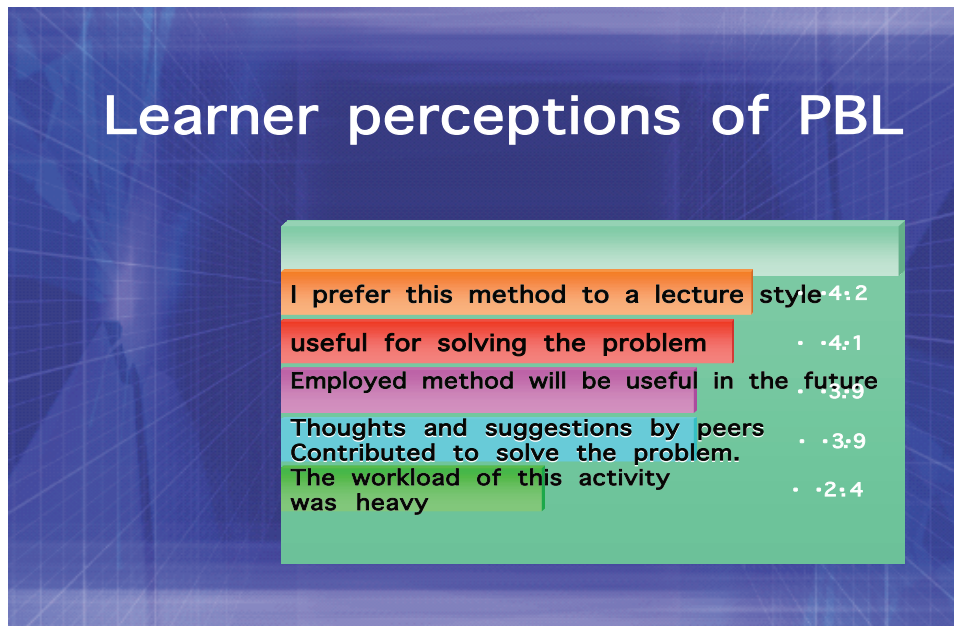 Learner perceptions of PBL
I prefer this method to a lecture style 4.2
useful for solving the problem 4.1
Employed method will be useful in the future 3.9
Thoughts and suggestions by peers
Contributed to solve the problem. 3.9
The workload of this activity
was heavy 2.4